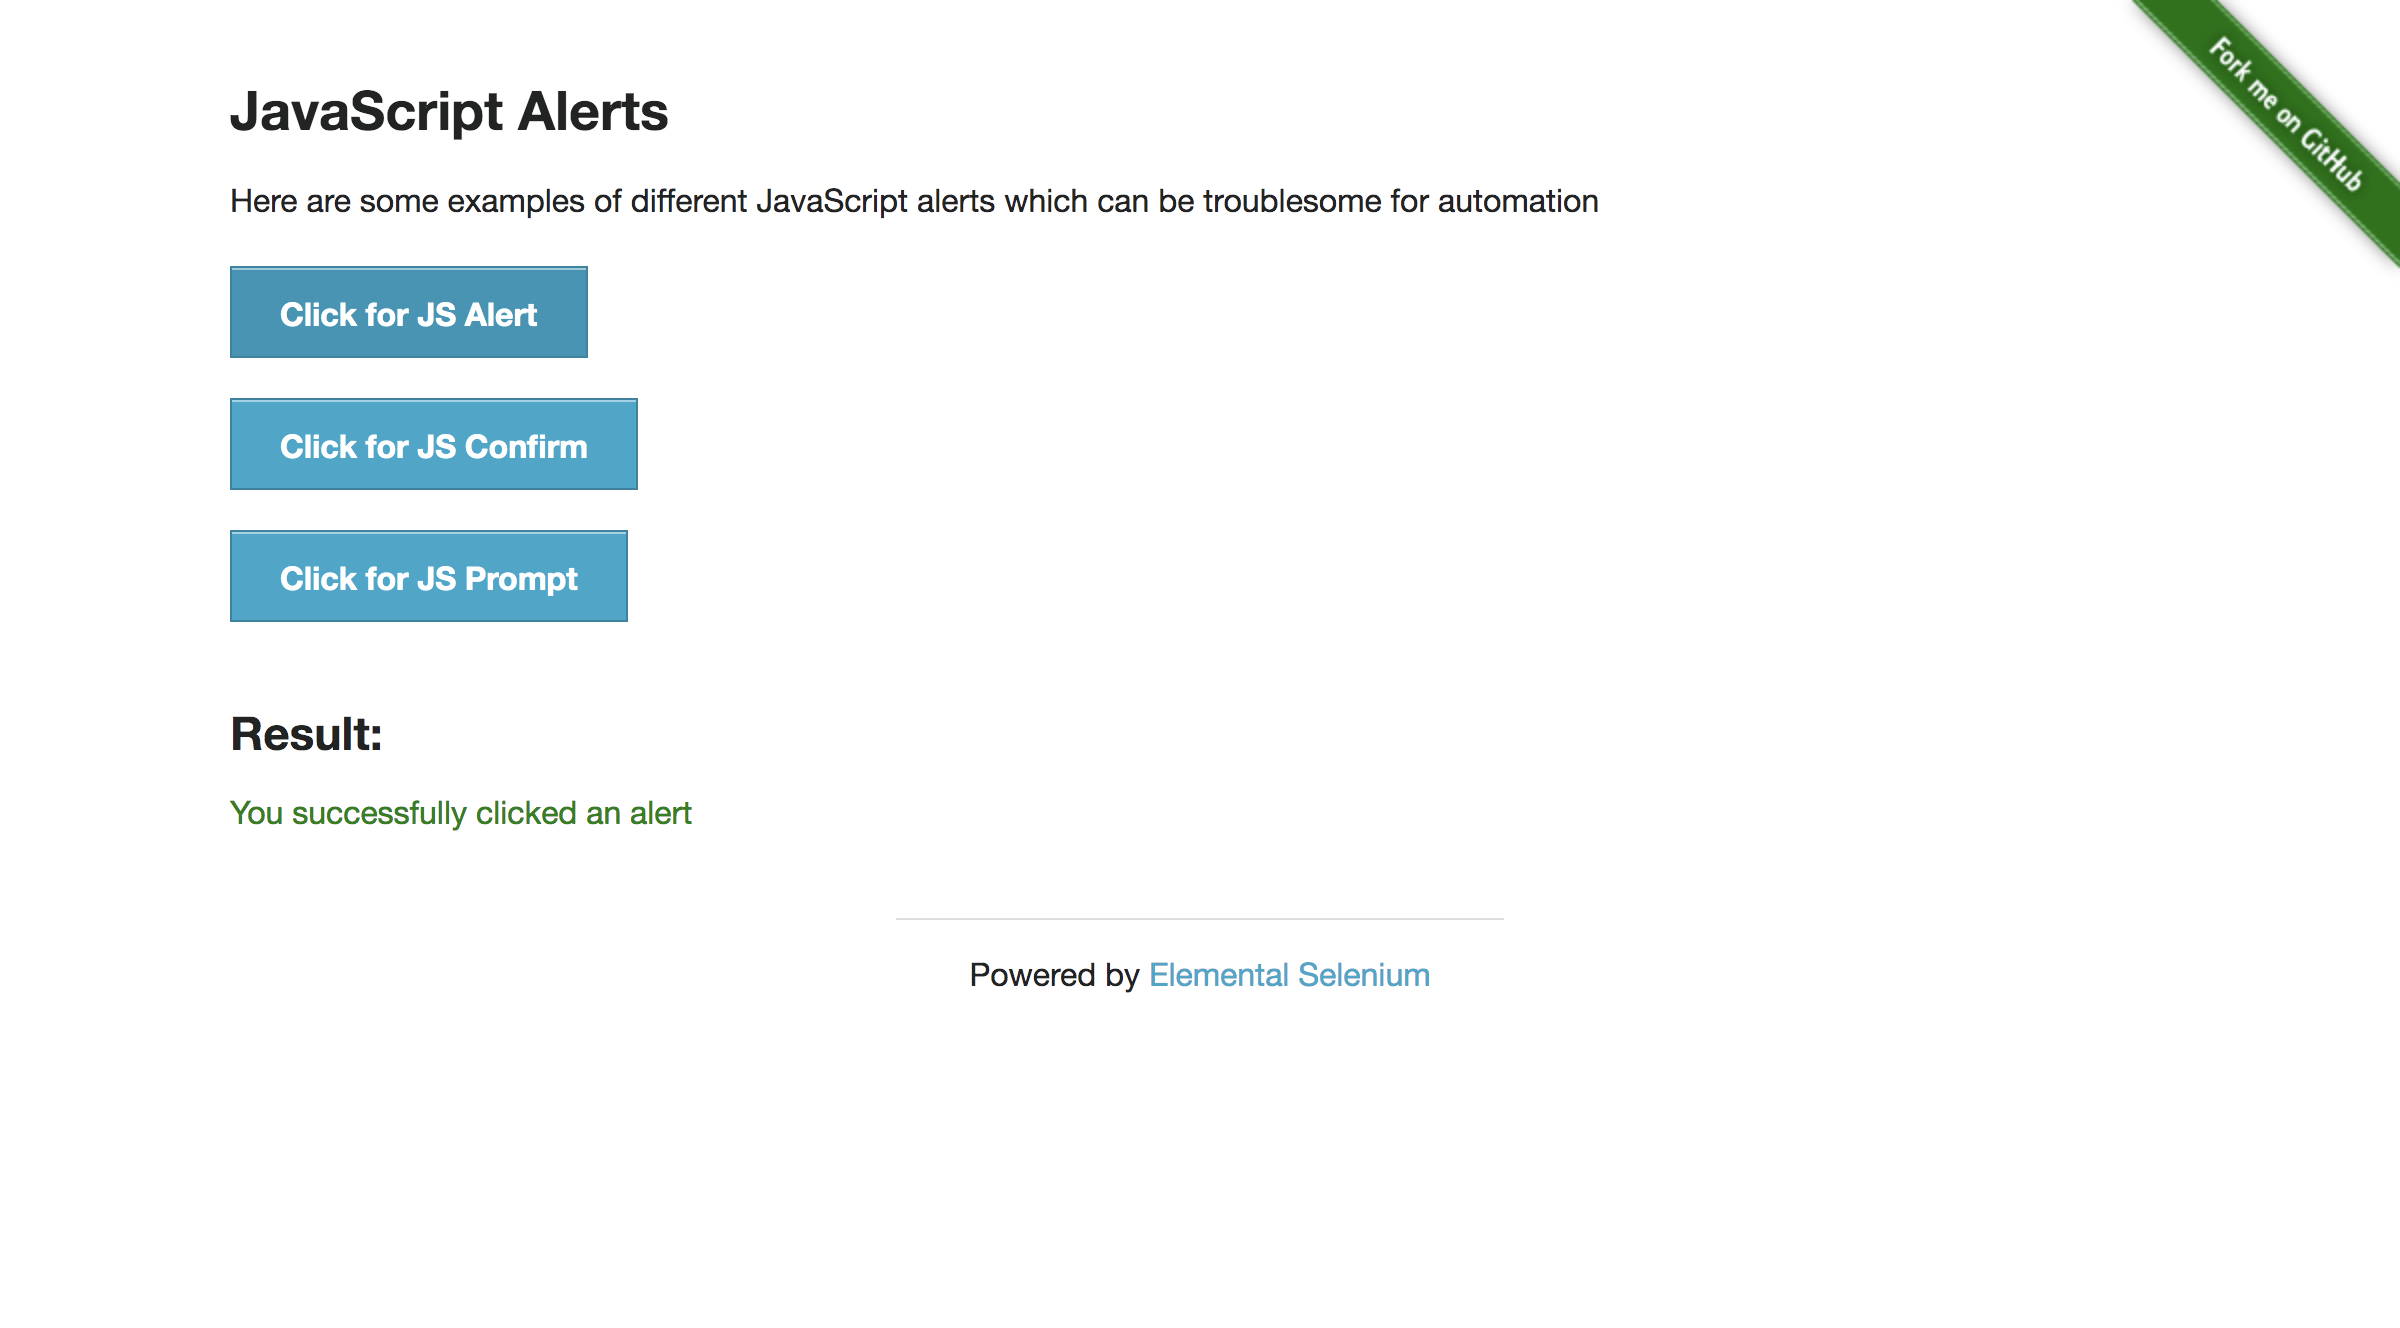 Fork me on GitHub
JavaScript Alerts
Here are some examples of different JavaScript alerts which can be troublesome for automation
Click for JS Alert
Click for JS Confirm
Click for JS Prompt
Result:
You successfully clicked an alert
Powered by Elemental Selenium